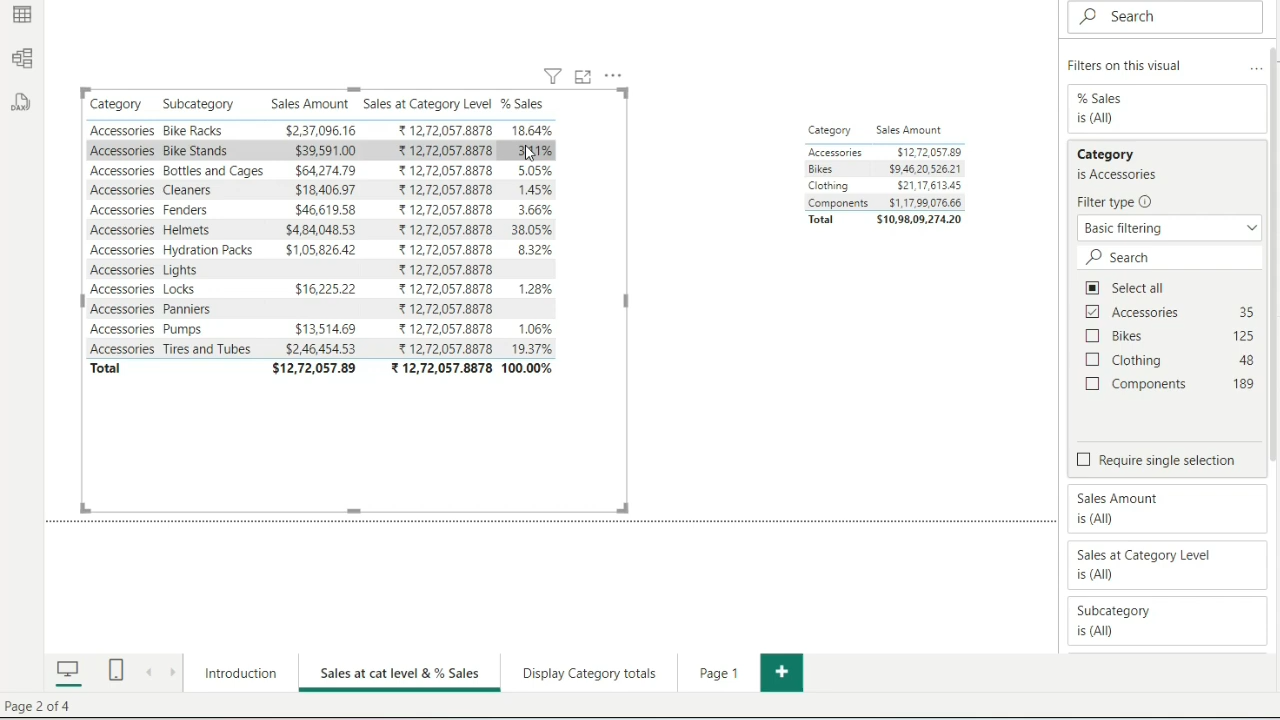 Search
Filters on this visual
...
% Sales
is (All)
Category
is Accessories
Filter type
Basic filtering
Search
Select all
Accessories 35
Bikes 125
Clothing 48
Components 189
Require single selection
Sales Amount
is (All)
Sales at Category Level
is (All)
Subcategory
is (All)
DAX
Category Subcategory Sales Amount Sales at Category Level % Sales
Accessories Bike Racks $2,37,096.16 ₹ 12,72,057.8878 18.64%
Accessories Bike Stands $39,591.00 ₹ 12,72,057.8878
Accessories Bottles and Cages $64,274.79 ₹ 12,72,057.8878 5.05%
Accessories Cleaners $18,406.97 ₹ 12,72,057.8878 1.45%
Accessories Fenders $46,619.58 ₹ 12,72,057.8878 3.66%
Accessories Helmets $4,84,048.53 ₹ 12,72,057.8878 38.05%
Accessories Hydration Packs $1,05,826.42 ₹ 12,72,057.8878 8.32%
Accessories Lights ₹ 12,72,057.8878
Accessories Locks $16,225.22 ₹ 12,72,057.8878 1.28%
Accessories Panniers ₹ 12,72,057.8878
Accessories Pumps $13,514.69 ₹ 12,72,057.8878 1.06%
Accessories Tires and Tubes $2,46,454.53 ₹ 12,72,057.8878 19.37%
Total $12,72,057.89 ₹ 12,72,057.8878 100.00%
Category Sales Amount
Accessories $12,72,057.89
Bikes $9,46,20,526.21
Clothing $21,17,613.45
Components $1,17,99,076.66
Total $10,98,09,274.20
Introduction
Sales at cat level & % Sales
Display Category totals
Page 1
+
Page 2 of 4